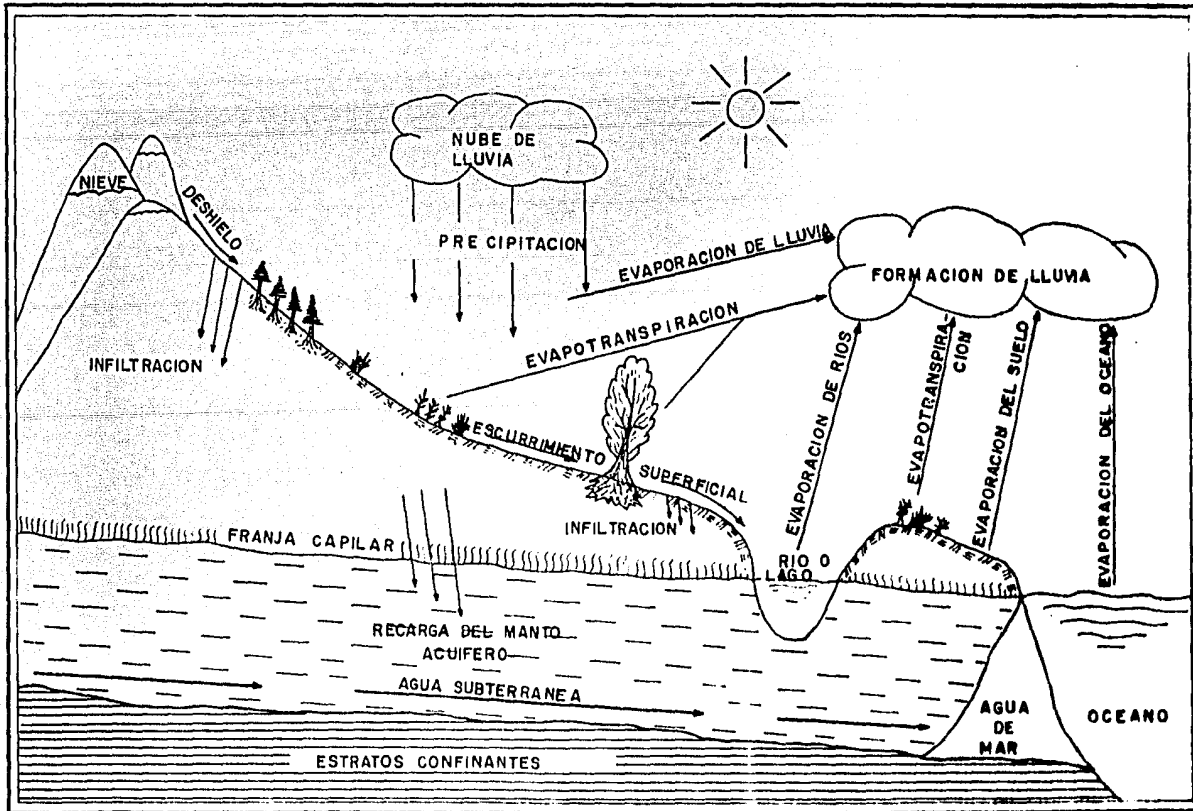 NUBE DE
LLUVIA
NIEVE
DESHIELO
PRECIPITACION
EVAPORACION DE LLUVIA
FORMACION DE LLUVIA
INFILTRACION
EVAPOTRANSPIRACION
EVAPORACION DE RIOS
EVAPOTRANSPIRA-
CION
EVAPORACION DEL SUELO
EVAPORACION DEL OCEANO
ESCURRIMIENTO SUPERFICIAL
INFILTRACION
FRANJA CAPILAR
RIO O
LAGO
RECARGA DEL MANTO
ACUIFERO
AGUA SUBTERRANEA
AGUA
DE
MAR
OCEANO
ESTRATOS CONFINANTES